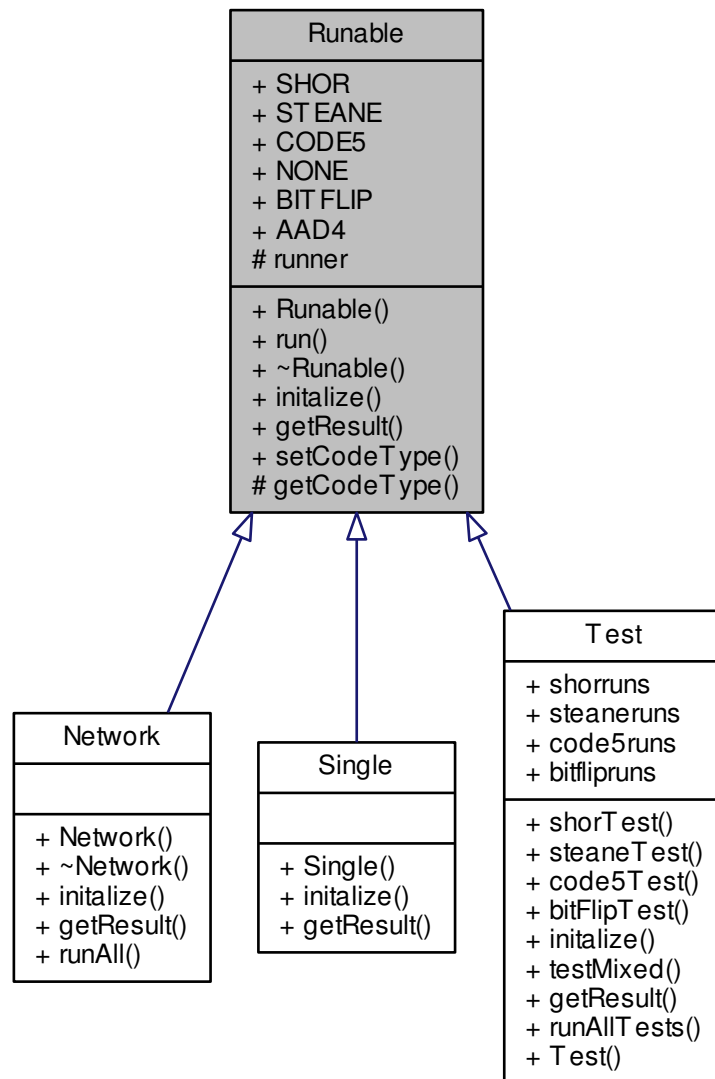 Runable
+ SHOR
+ STEANE
+ CODE5
+ NONE
+ BITFLIP
+ AAD4
# runner
+ Runable()
+ run()
+ ~Runable()
+ initalize()
+ getResult()
+ setCodeType()
# getCodeType()
Network
+ Network()
+ ~Network()
+ initalize()
+ getResult()
+ runAll()
Single
+ Single()
+ initalize()
+ getResult()
Test
+ shorruns
+ steaneruns
+ code5runs
+ bitflipruns
+ shorTest()
+ steaneTest()
+ code5Test()
+ bitFlipTest()
+ initalize()
+ testMixed()
+ getResult()
+ runAllTests()
+ Test()